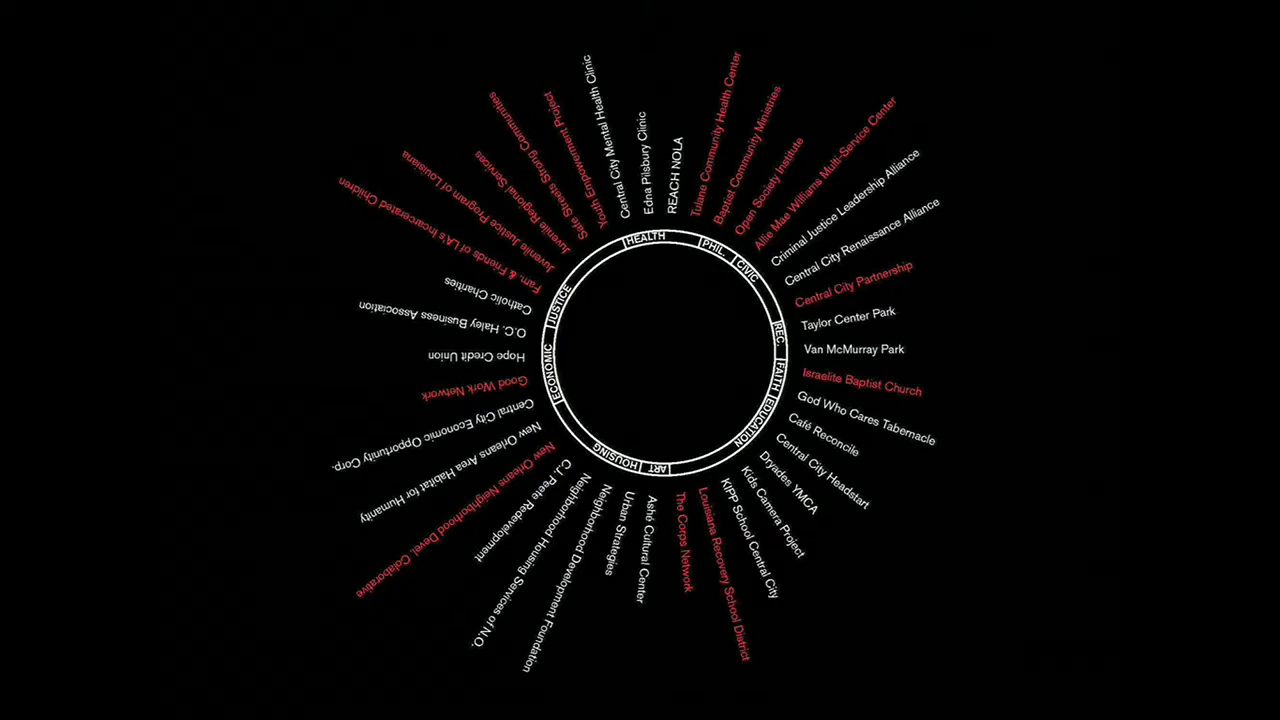 HEALTH
PHIL.
CIVIC
REC.
FAITH
EDUCATION
ART
HOUSING
ECONOMIC
JUSTICE
Central City Mental Health Clinic
Edna Pilsbury Clinic
REACH NOLA
Tulane Community Health Center
Baptist Community Ministries
Open Society Institute
Allie Mae Williams Multi-Service Center
Criminal Justice Leadership Alliance
Central City Renaissance Alliance
Central City Partnership
Taylor Center Park
Van McMurray Park
Israelite Baptist Church
God Who Cares Tabernacle
Café Reconcile
Central City Headstart
Dryades YMCA
Kids Camera Project
KIPP School Central City
Louisiana Recovery School District
The Corps Network
Ashé Cultural Center
Urban Strategies
Neighborhood Development Foundation
Neighborhood Housing Services of N.O.
C.J. Peete Redevelopment
New Orleans Neighborhood Devel. Colaborative
New Orleans Area Habitat for Humanity
Central City Economic Opportunity Corp.
Good Work Network
Hope Credit Union
O.C. Haley Business Association
Catholic Charities
Fam. & Friends of LA's Incarcerated Children
Juvenile Justice Program of Louisiana
Juvenile Regional Services
Safe Streets Strong Communities
Youth Empowerment Project